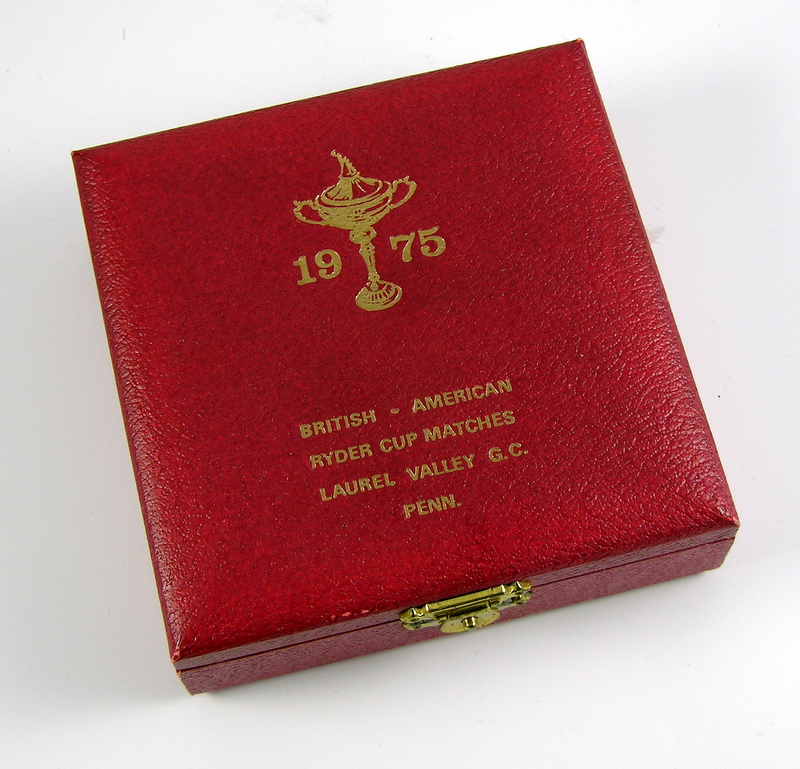 19 75
BRITISH - AMERICAN
RYDER CUP MATCHES
LAUREL VALLEY G.C.
PENN.